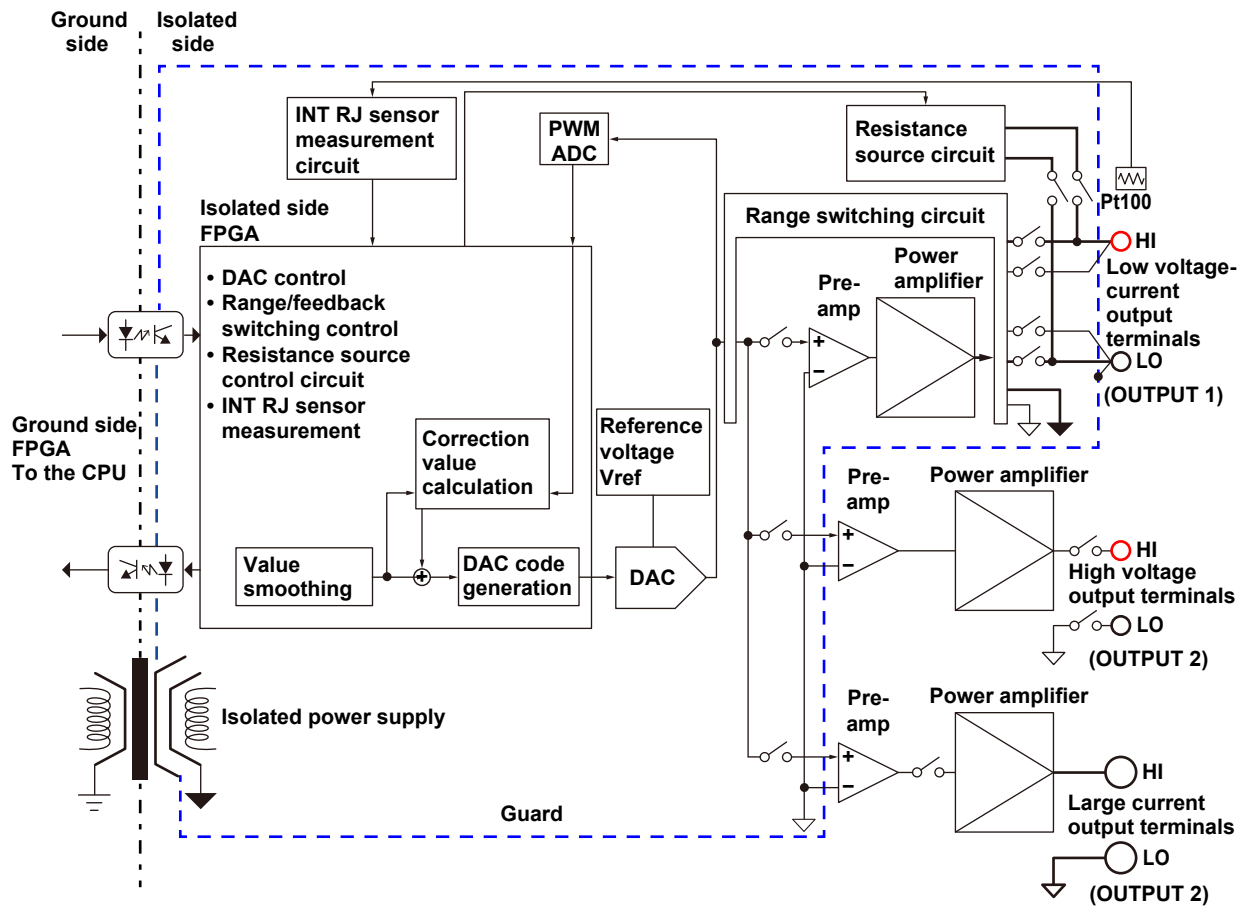 Ground
side
Isolated
side
INT RJ sensor
measurement
circuit
PWM
ADC
Resistance
source circuit
Pt100
Isolated side
FPGA
• DAC control
• Range/feedback
switching control
• Resistance source
control circuit
• INT RJ sensor
measurement
Range switching circuit
Pre-
amp
Power
amplifier
+
−
HI
Low voltage-
current
output
terminals
LO
(OUTPUT 1)
Ground side
FPGA
To the CPU
Correction
value
calculation
Reference
voltage
Vref
Value
smoothing
+
DAC code
generation
DAC
Pre-
amp
Power amplifier
+
−
HI
High voltage
output terminals
LO
(OUTPUT 2)
Isolated power supply
Pre-
amp
Power amplifier
+
−
HI
Large current
output terminals
LO
(OUTPUT 2)
Guard